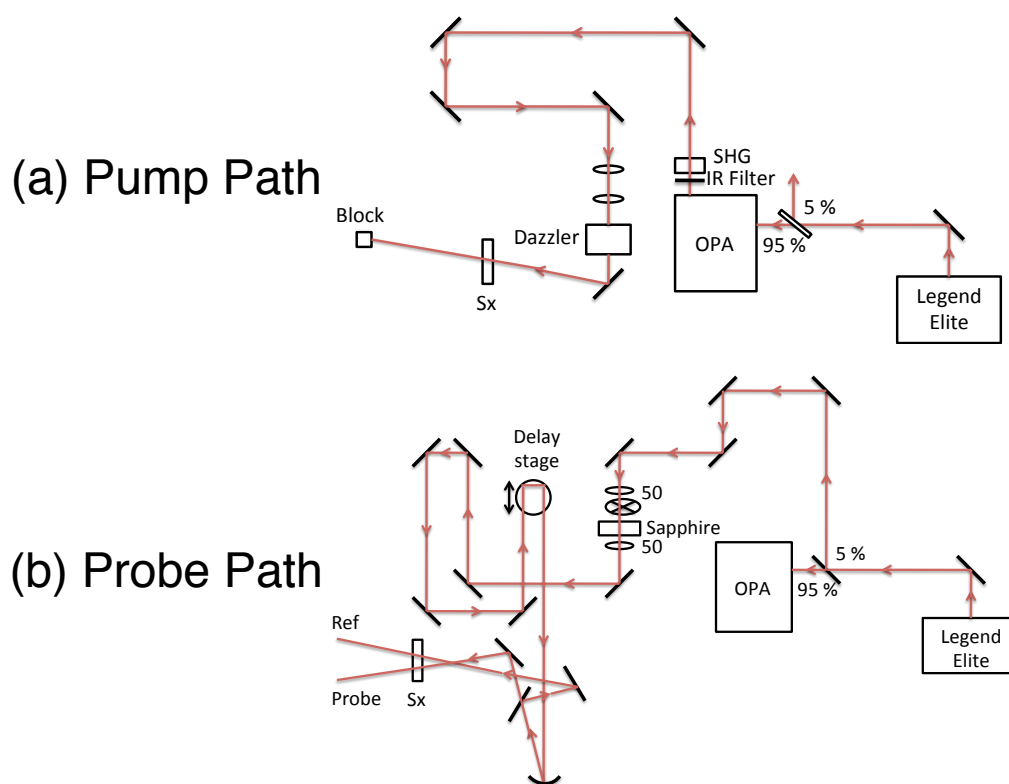 (a) Pump Path
SHG
IR Filter
5 %
Block
Dazzler
OPA
95 %
Sx
Legend
Elite
(b) Probe Path
Delay
stage
50
Sapphire
50
5 %
OPA
95 %
Ref
Legend
Elite
Probe
Sx